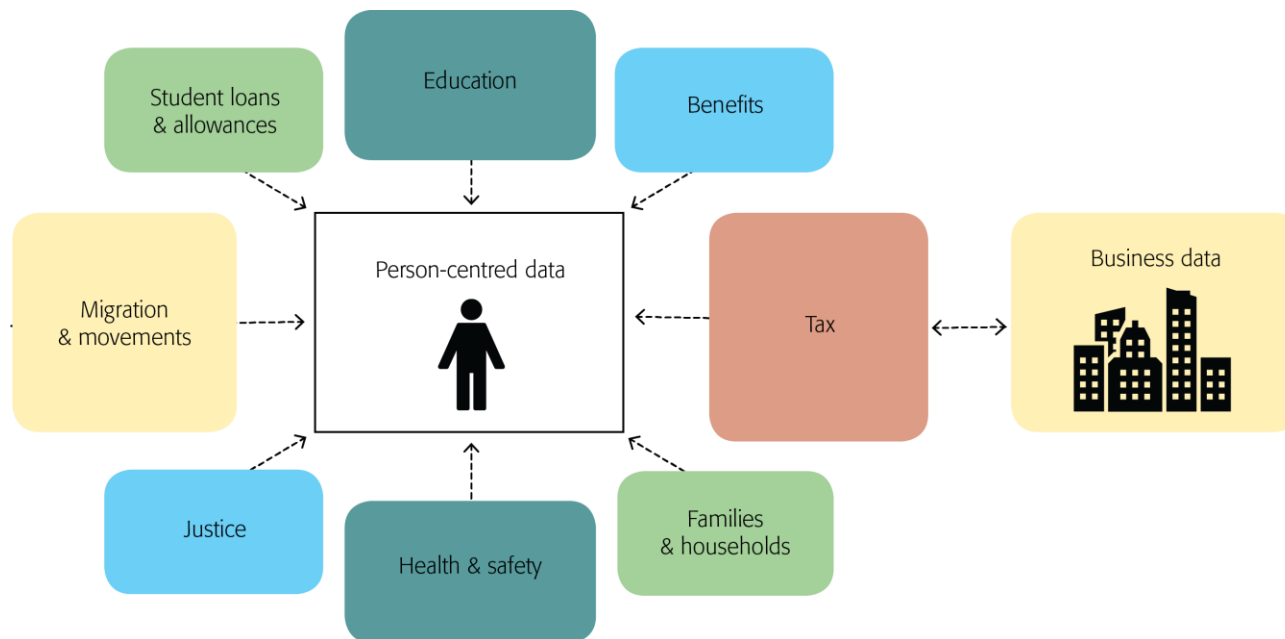 Student loans
& allowances
Education
Benefits
Migration
& movements
Person-centred data
Tax
Business data
Justice
Health & safety
Families
& households